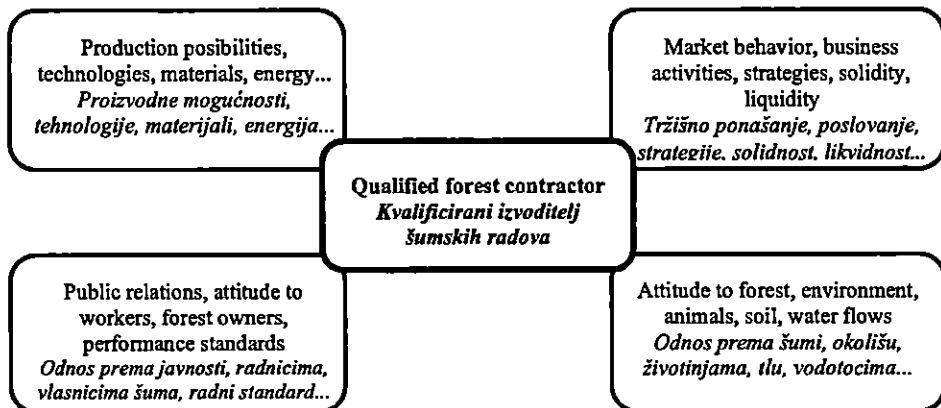 Production posibilities,
technologies, materials, energy...
Proizvodne mogućnosti,
tehnologije, materijali, energija...
Market behavior, business
activities, strategies, solidity,
liquidity
Tržišno ponašanje, poslovanje,
strategije, solidnost, likvidnost...
Qualified forest contractor
Kvalificirani izvoditelj
šumskih radova
Public relations, attitude to
workers, forest owners,
performance standards
Odnos prema javnosti, radnicima,
vlasnicima šuma, radni standard...
Attitude to forest, environment,
animals, soil, water flows
Odnos prema šumi, okolišu,
životinjama, tlu, vodotocima...